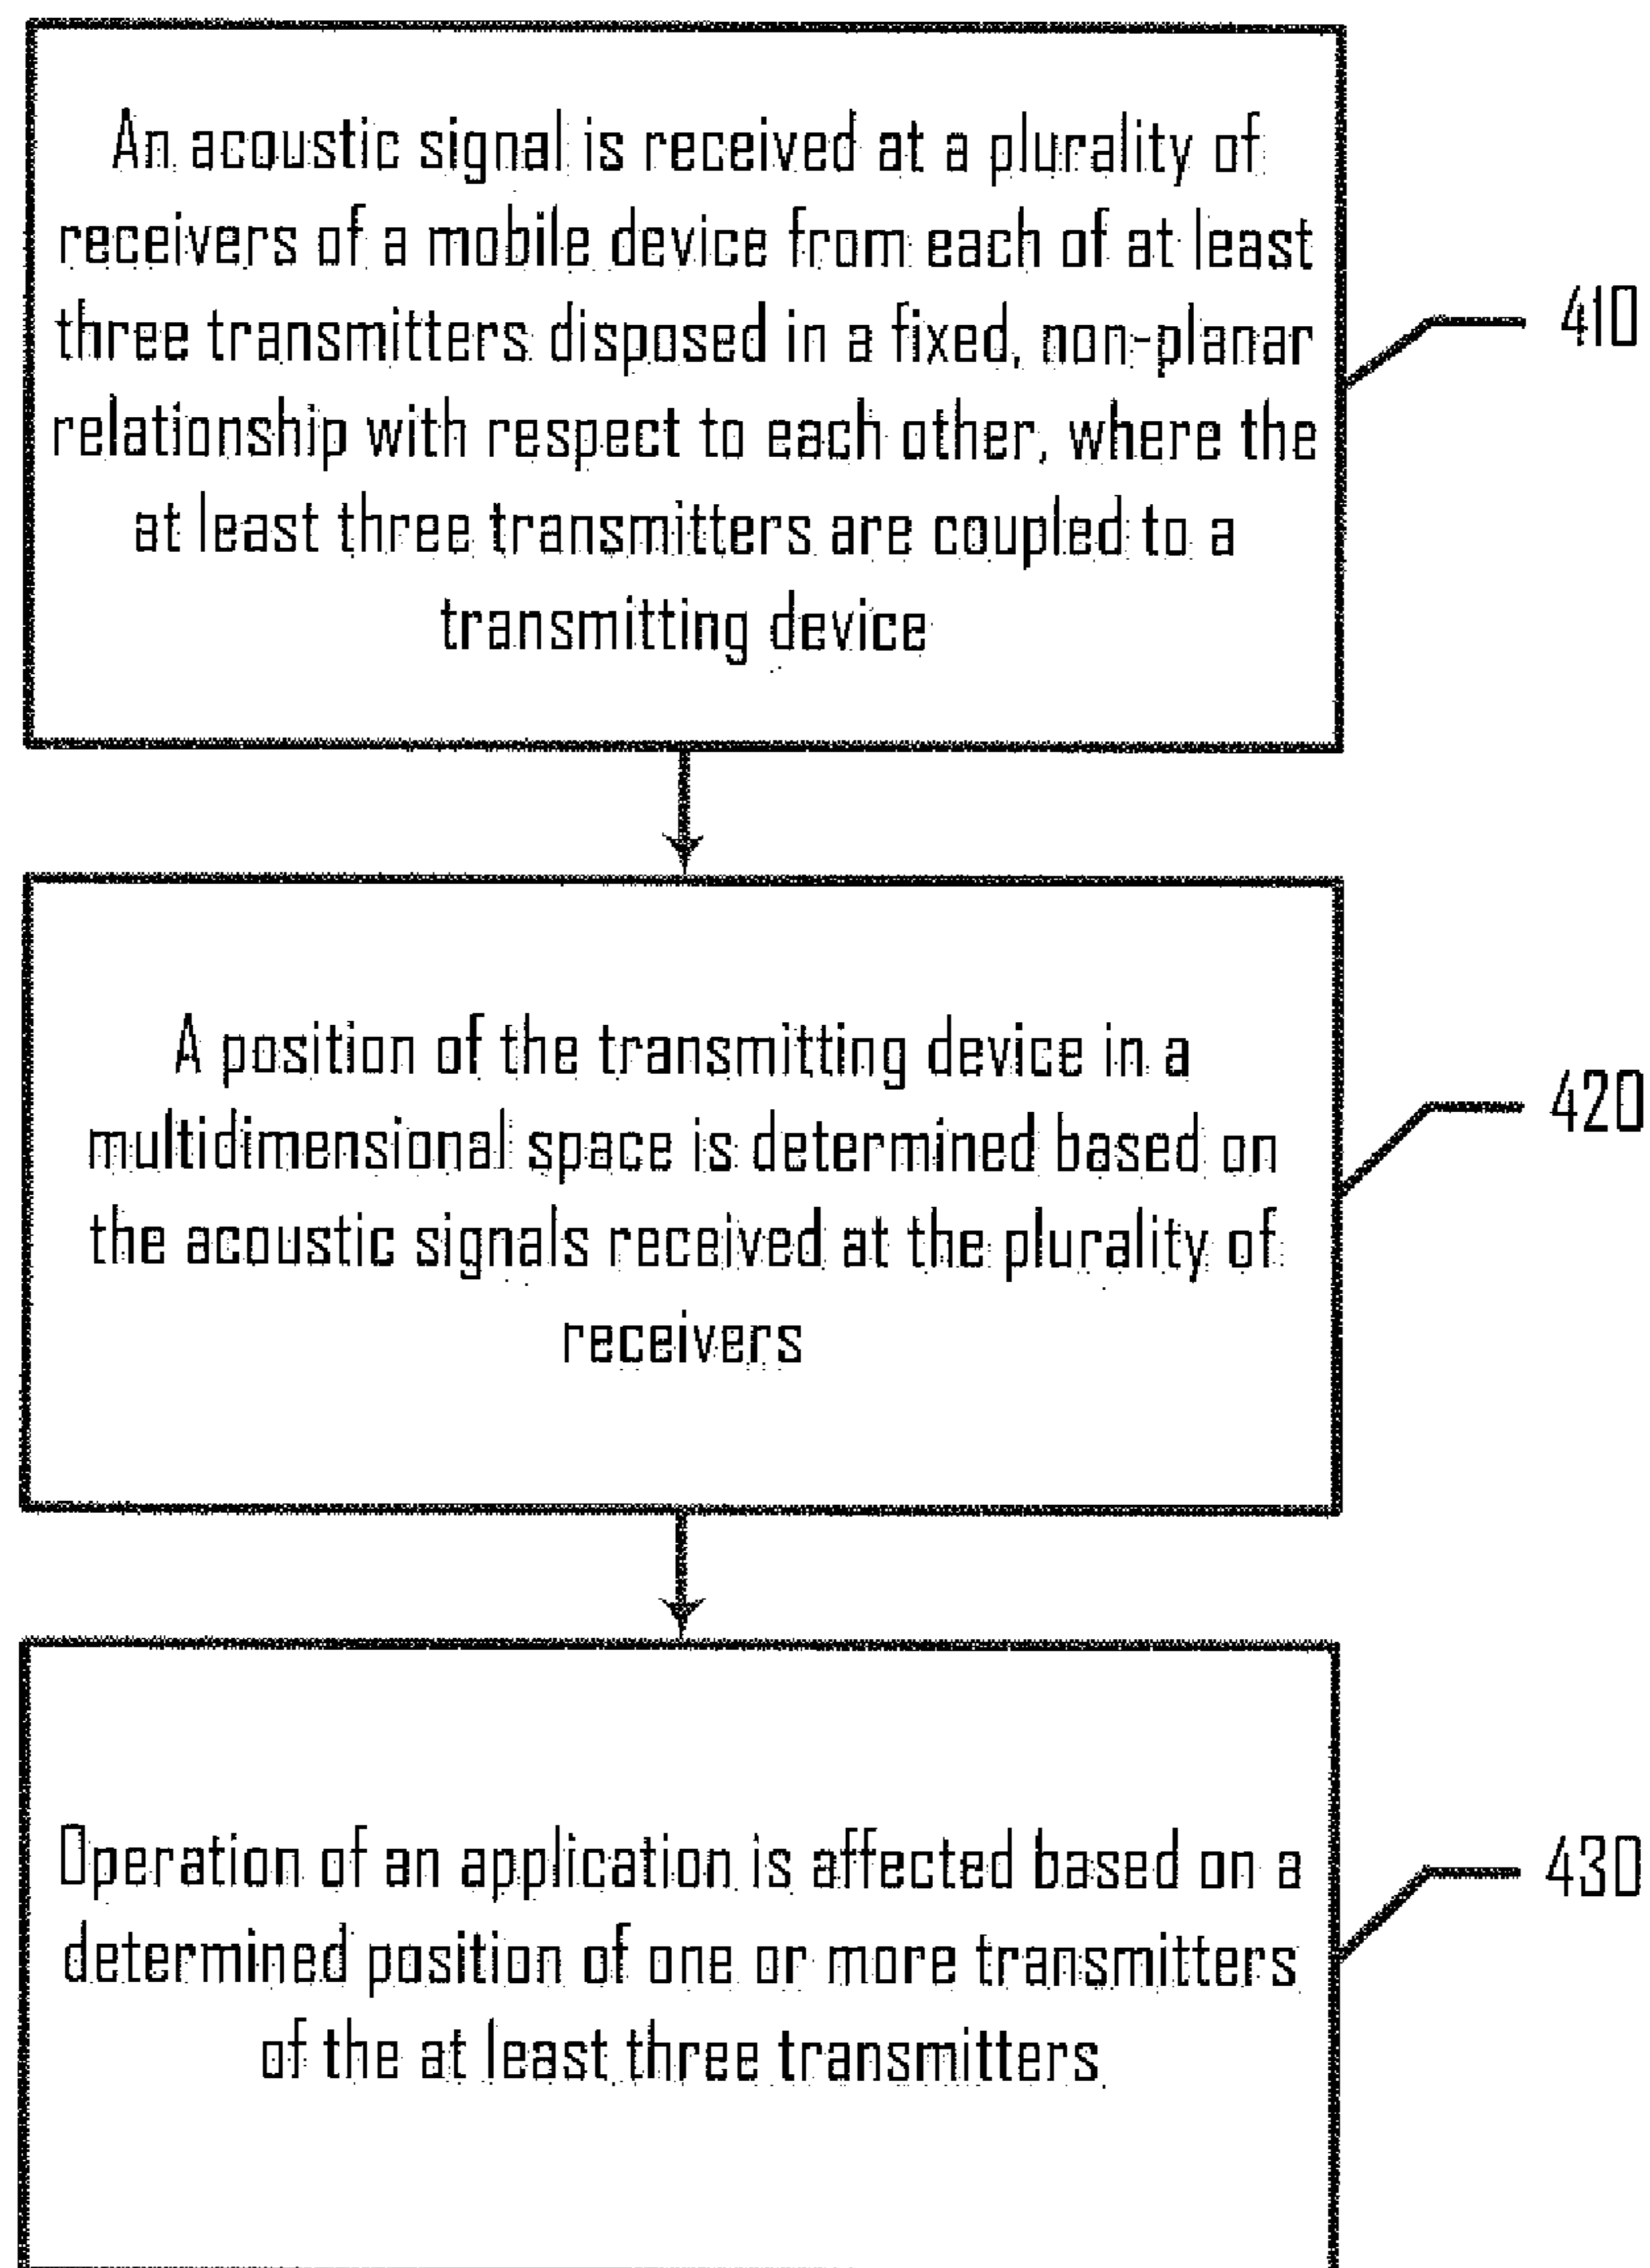 An acoustic signal is received at a plurality of
receivers of a mobile device from each of at least
three transmitters disposed in a fixed, non-planar
relationship with respect to each other, where the
at least three transmitters are coupled to a
transmitting device
410
A position of the transmitting device in a
multidimensional space is determined based on
the acoustic signals received at the plurality of
receivers
420
Operation of an application is affected based on a
determined position of one or more transmitters
of the at least three transmitters
430